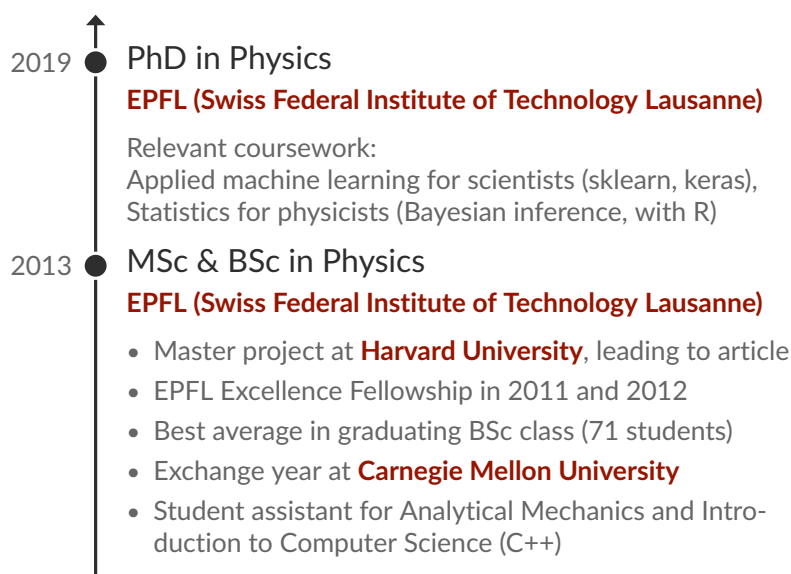 2019
PhD in Physics
EPFL (Swiss Federal Institute of Technology Lausanne)
Relevant coursework:
Applied machine learning for scientists (sklearn, keras),
Statistics for physicists (Bayesian inference, with R)
2013
MSc & BSc in Physics
EPFL (Swiss Federal Institute of Technology Lausanne)
• Master project at Harvard University, leading to article
• EPFL Excellence Fellowship in 2011 and 2012
• Best average in graduating BSc class (71 students)
• Exchange year at Carnegie Mellon University
• Student assistant for Analytical Mechanics and Intro-
duction to Computer Science (C++)